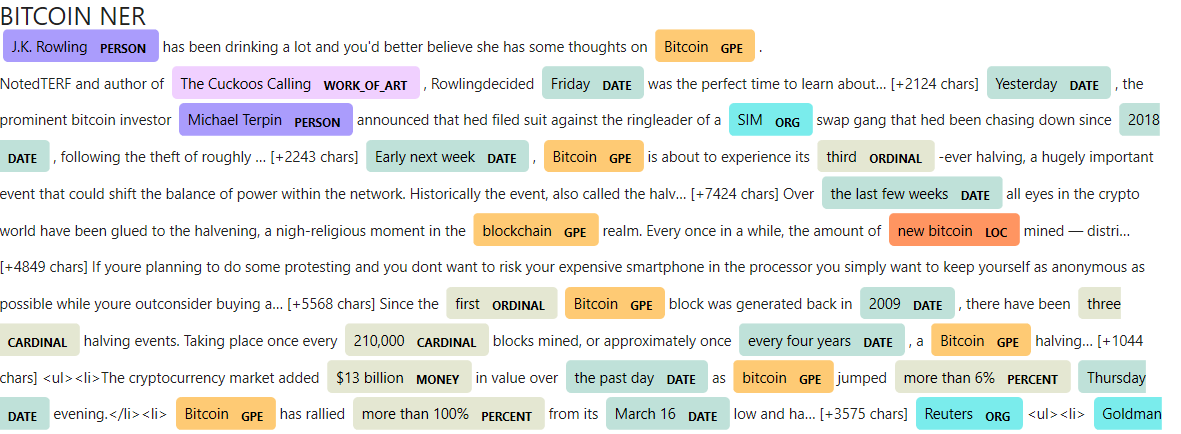 BITCOIN NER
J.K. Rowling PERSON has been drinking a lot and you'd better believe she has some thoughts on Bitcoin GPE .
NotedTERF and author of The Cuckoos Calling WORK_OF_ART , Rowlingdecided Friday DATE was the perfect time to learn about... [+2124 chars] Yesterday DATE , the
prominent bitcoin investor Michael Terpin PERSON announced that hed filed suit against the ringleader of a SIM ORG swap gang that hed been chasing down since 2018
DATE , following the theft of roughly ... [+2243 chars] Early next week DATE , Bitcoin GPE is about to experience its third ORDINAL -ever halving, a hugely important
event that could shift the balance of power within the network. Historically the event, also called the halv... [+7424 chars] Over the last few weeks DATE all eyes in the crypto
world have been glued to the halvening, a nigh-religious moment in the blockchain GPE realm. Every once in a while, the amount of new bitcoin LOC mined — distri...
[+4849 chars] If youre planning to do some protesting and you dont want to risk your expensive smartphone in the processor you simply want to keep yourself as anonymous as
possible while youre outconsider buying a... [+5568 chars] Since the first ORDINAL Bitcoin GPE block was generated back in 2009 DATE , there have been three
CARDINAL halving events. Taking place once every 210,000 CARDINAL blocks mined, or approximately once every four years DATE , a Bitcoin GPE halving... [+1044
chars] <ul><li>The cryptocurrency market added $13 billion MONEY in value over the past day DATE as bitcoin GPE jumped more than 6% PERCENT Thursday
DATE evening.</li><li> Bitcoin GPE has rallied more than 100% PERCENT from its March 16 DATE low and ha... [+3575 chars] Reuters ORG <ul><li> Goldman